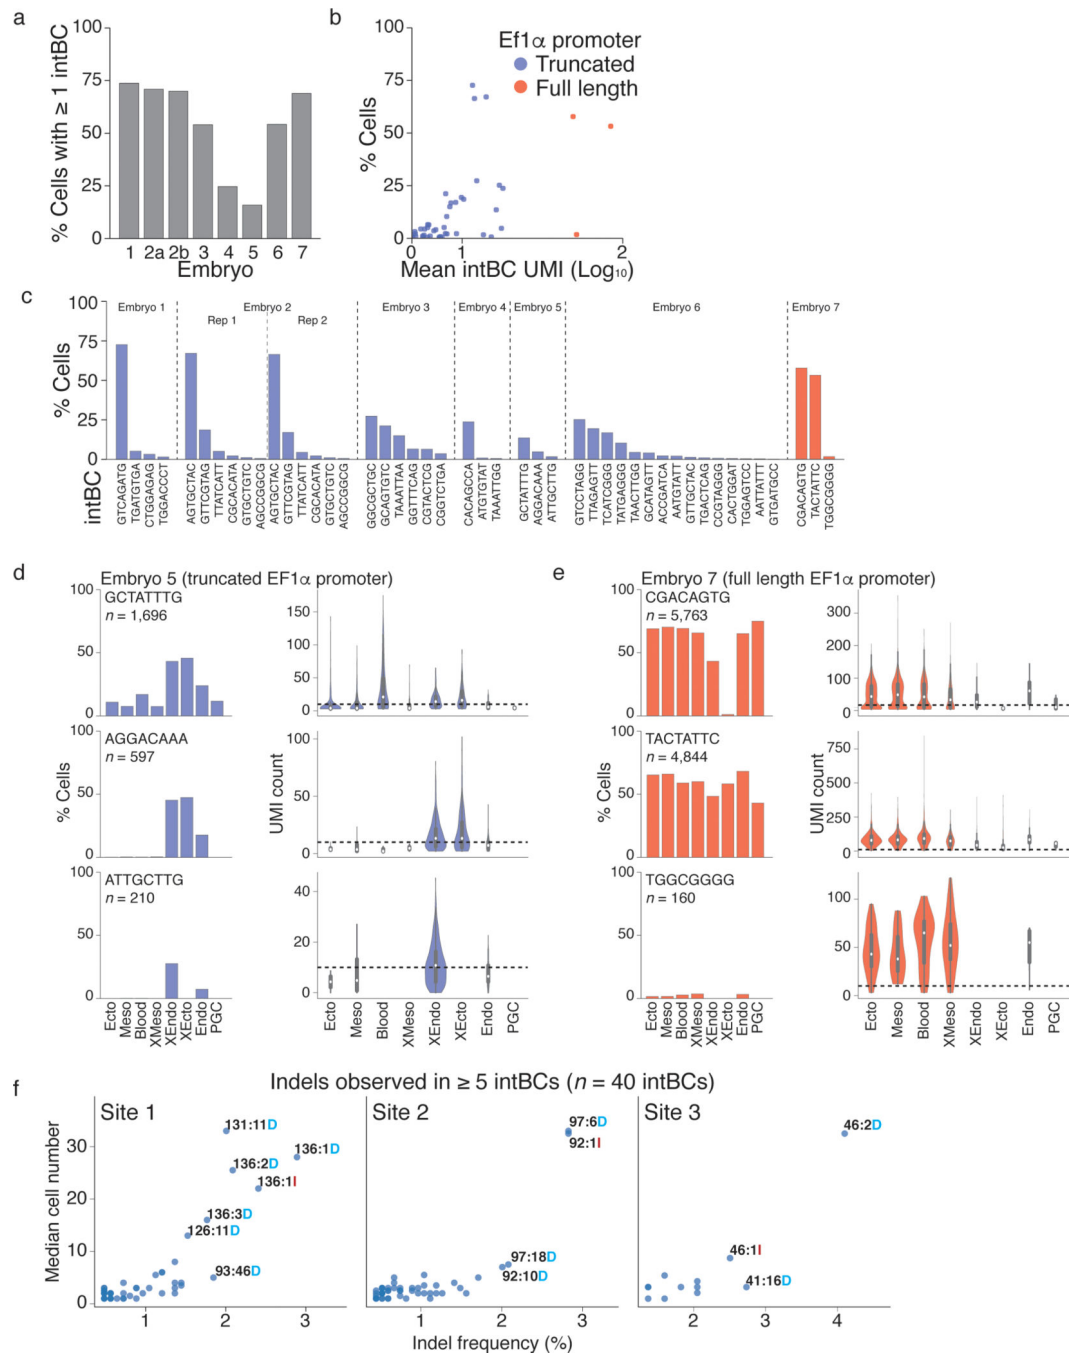 a
% Cells with ≥ 1 intBC
100
75
50
25
0
1 2a 2b 3 4 5 6 7
Embryo
b
% Cells
100
75
50
25
0
0 1 2
Mean intBC UMI (Log₁₀)
Ef1α promoter
Truncated
Full length
c
% Cells
100
75
50
25
0
Embryo 1 Embryo 2 Embryo 3 Embryo 4 Embryo 5 Embryo 6 Embryo 7
Rep 1 Rep 2
intBC
GTCAGATG
TGATGTGA
CTGGAGAG
TGGACCCT
AGTGCTAC
GTTCGTAG
TTATCATT
CGCACATA
GTGCTGTC
AGCCGGCG
AGTGCTAC
GTTCGTAG
TTATCATT
CGCACATA
GTGCTGTC
AGCCGGCG
GGCGCTGC
GCAGTGTC
TAAATTAA
GGTTTCAG
CGTACTCG
CGGTCTGA
CACAGCCA
ATGTGTAT
TAAATTGG
GCTATTTG
AGGACAAA
ATTGCTTG
GTCCTAGG
TTAGAGTT
TCATCGGG
TATGAGGG
TAACTTGG
GCATAGTT
ACCGATCA
AATGTATT
GTTGCTAC
TGACTCAG
CCGTAGGG
CACTGGAT
TGGAGTCC
AATTATTT
GTGATGCC
CGACAGTG
TACTATTC
TGGCGGGG
d
Embryo 5 (truncated EF1α promoter)
% Cells
UMI count
GCTATTTG
n = 1,696
100
50
0
150
100
50
0
AGGACAAA
n = 597
100
50
0
100
50
0
ATTGCTTG
n = 210
100
50
0
40
20
0
Ecto Meso Blood XMeso XEndo XEcto Endo PGC
Ecto Meso Blood XMeso XEndo XEcto Endo PGC
e
Embryo 7 (full length EF1α promoter)
% Cells
UMI count
CGACAGTG
n = 5,763
100
50
0
300
200
100
0
TACTATTC
n = 4,844
100
50
0
750
500
250
0
TGGCGGGG
n = 160
100
50
0
100
50
0
Ecto Meso Blood XMeso XEndo XEcto Endo PGC
Ecto Meso Blood XMeso XEndo XEcto Endo PGC
f
Indels observed in ≥ 5 intBCs (n = 40 intBCs)
Median cell number
30
20
10
0
Site 1
131:11D
136:1D
136:2D
136:1I
136:3D
126:11D
93:46D
1 2 3
Site 2
97:6D
92:1I
97:18D
92:10D
1 2 3
Site 3
46:2D
46:1I
41:16D
2 3 4
Indel frequency (%)